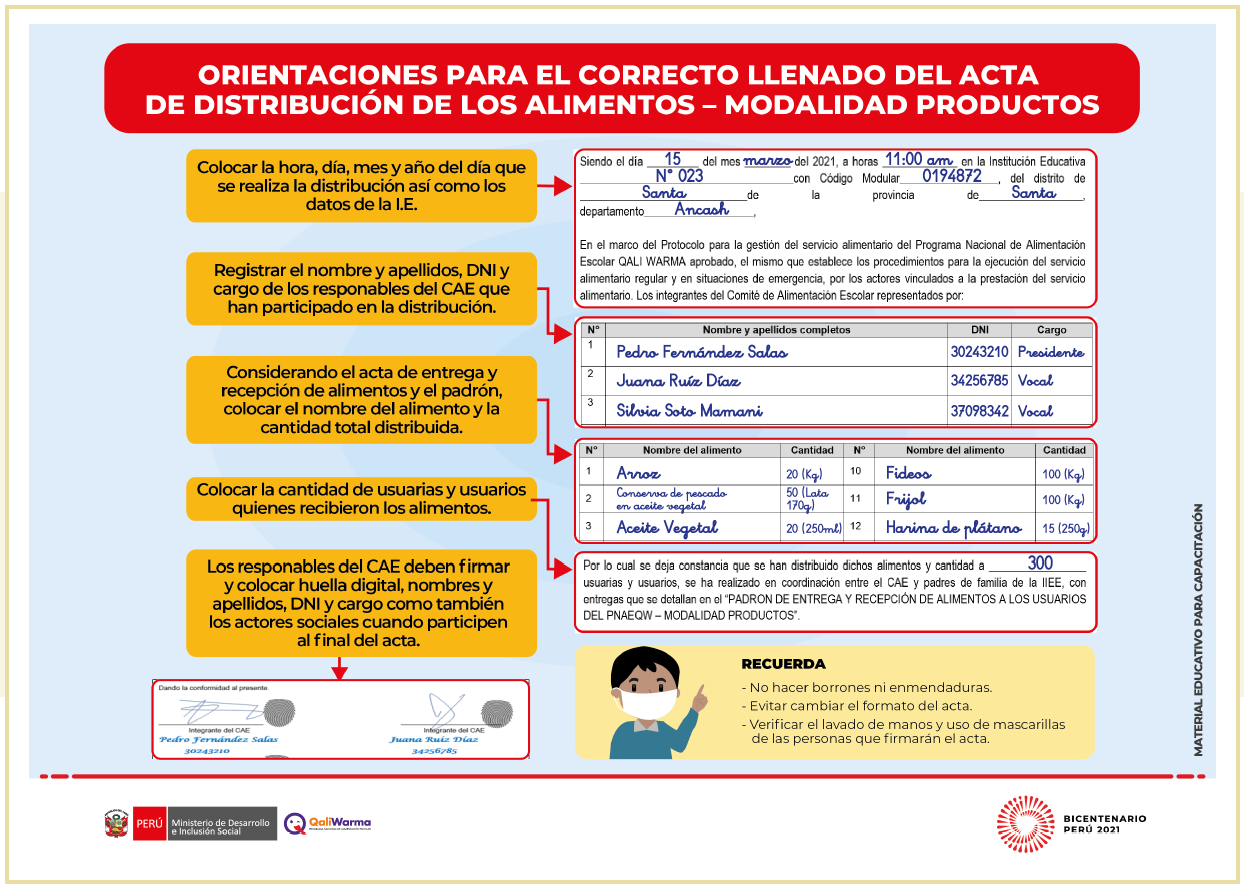 ORIENTACIONES PARA EL CORRECTO LLENADO DEL ACTA
DE DISTRIBUCIÓN DE LOS ALIMENTOS – MODALIDAD PRODUCTOS
Colocar la hora, día, mes y año del día que
se realiza la distribución así como los
datos de la I.E.
Siendo el día 15 del mes marzo del 2021, a horas 11:00 am en la Institución Educativa
N° 023 con Código Modular 0194872, del distrito de
Santa de la provincia de Santa,
departamento Ancash,
En el marco del Protocolo para la gestión del servicio alimentario del Programa Nacional de Alimentación
Escolar QALI WARMA aprobado, el mismo que establece los procedimientos para la ejecución del servicio
alimentario regular y en situaciones de emergencia, por los actores vinculados a la prestación del servicio
alimentario. Los integrantes del Comité de Alimentación Escolar representados por:
Registrar el nombre y apellidos, DNI y
cargo de los responables del CAE que
han participado en la distribución.
N° Nombre y apellidos completos DNI Cargo
1 Pedro Fernández Salas 30243210 Presidente
2 Juana Ruíz Díaz 34256785 Vocal
3 Silvia Soto Mamani 37098342 Vocal
Considerando el acta de entrega y
recepción de alimentos y el padrón,
colocar el nombre del alimento y la
cantidad total distribuida.
N° Nombre del alimento Cantidad N° Nombre del alimento Cantidad
1 Arroz 20 (Kg) 10 Fideos 100 (Kg)
2 Conserva de pescado en aceite vegetal 50 (Lata 170g) 11 Frijol 100 (Kg)
3 Aceite Vegetal 20 (250ml) 12 Harina de plátano 15 (250g)
Colocar la cantidad de usuarias y usuarios
quienes recibieron los alimentos.
Por lo cual se deja constancia que se han distribuido dichos alimentos y cantidad a 300
usuarias y usuarios, se ha realizado en coordinación entre el CAE y padres de familia de la IIEE, con
entregas que se detallan en el “PADRON DE ENTREGA Y RECEPCIÓN DE ALIMENTOS A LOS USUARIOS
DEL PNAEQW – MODALIDAD PRODUCTOS”.
Los responables del CAE deben firmar
y colocar huella digital, nombres y
apellidos, DNI y cargo como también
los actores sociales cuando participen
al final del acta.
Dando la conformidad al presente.
Integrante del CAE
Pedro Fernández Salas
30243210
Integrante del CAE
Juana Ruíz Díaz
34256785
RECUERDA
- No hacer borrones ni enmendaduras.
- Evitar cambiar el formato del acta.
- Verificar el lavado de manos y uso de mascarillas
de las personas que firmarán el acta.
MATERIAL EDUCATIVO PARA CAPACITACIÓN
PERÚ
Ministerio de Desarrollo
e Inclusión Social
QaliWarma
BICENTENARIO
PERÚ 2021